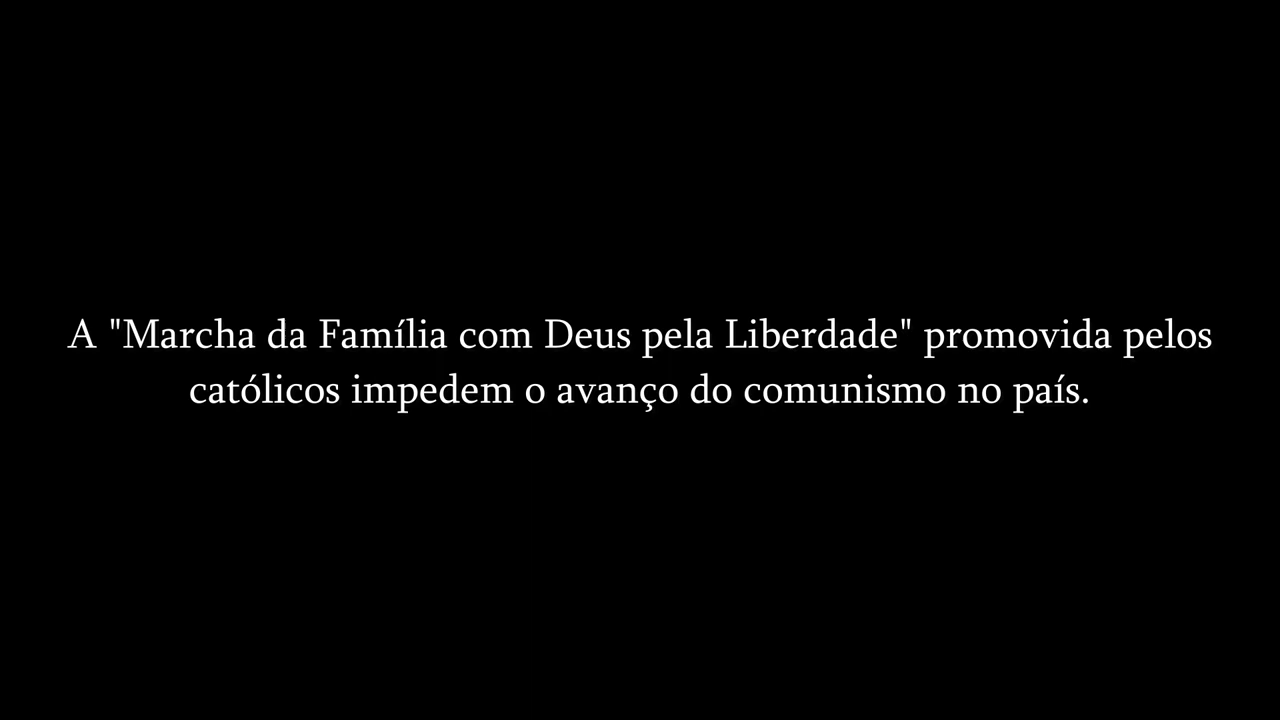 A "Marcha da Família com Deus pela Liberdade" promovida pelos
católicos impedem o avanço do comunismo no país.